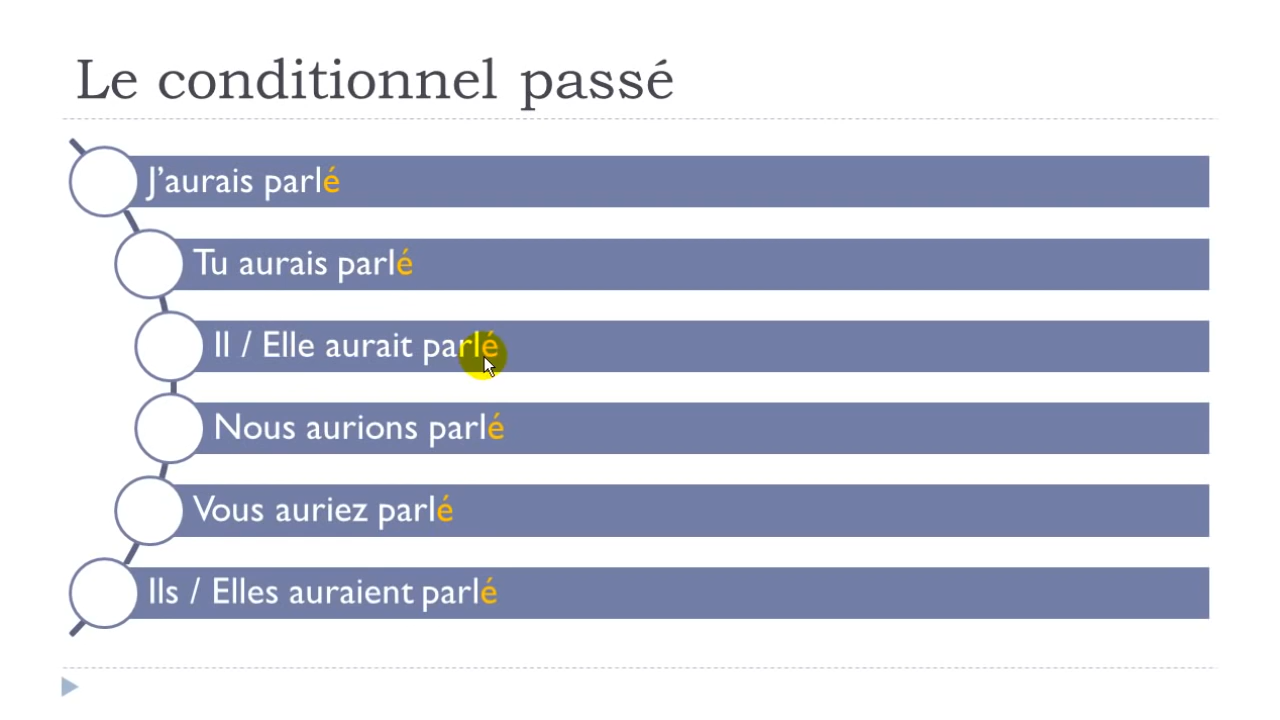 Le conditionnel passé
J’aurais parlé
Tu aurais parlé
Il / Elle aurait parlé
Nous aurions parlé
Vous auriez parlé
Ils / Elles auraient parlé